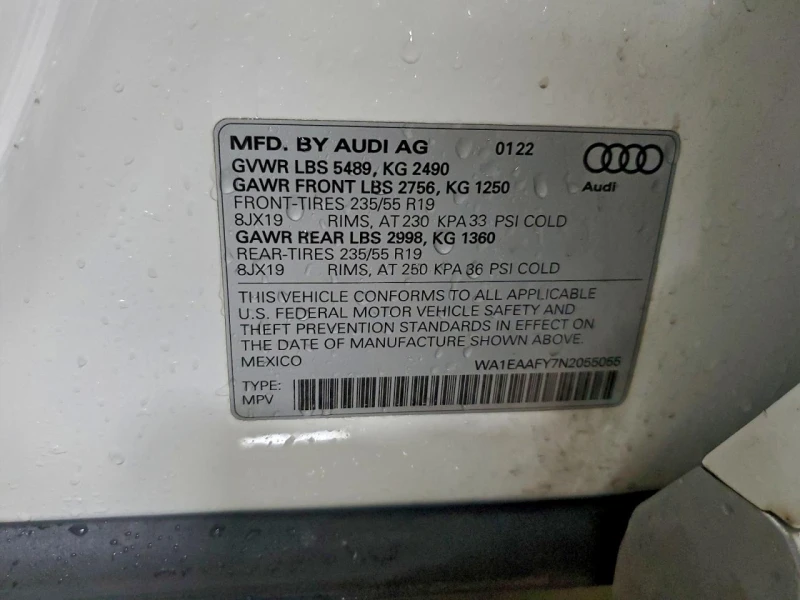 MFD. BY AUDI AG 0122
GVWR LBS 5489, KG 2490
GAWR FRONT LBS 2756, KG 1250
FRONT-TIRES 235/55 R19
8JX19 RIMS, AT 230 KPA 33 PSI COLD
GAWR REAR LBS 2998, KG 1360
REAR-TIRES 235/55 R19
8JX19 RIMS, AT 250 KPA 36 PSI COLD
Audi
THIS VEHICLE CONFORMS TO ALL APPLICABLE
U.S. FEDERAL MOTOR VEHICLE SAFETY AND
THEFT PREVENTION STANDARDS IN EFFECT ON
THE DATE OF MANUFACTURE SHOWN ABOVE.
MEXICO WA1EAAFY7N2055055
TYPE:
MPV